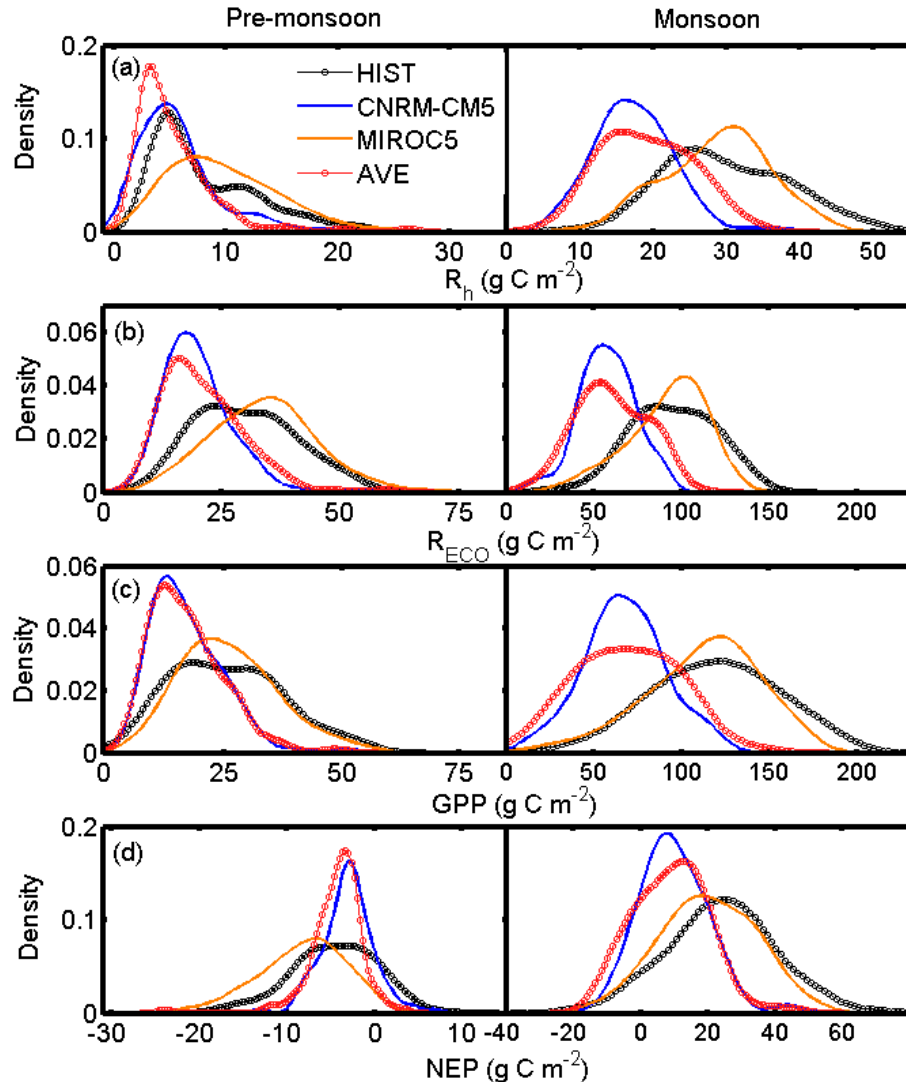 Pre-monsoon Monsoon
(a)
HIST
CNRM-CM5
MIROC5
AVE
Density
0.2
0.1
0
0 10 20 30
0 10 20 30 40 50
Rh (g C m-2)
(b)
Density
0.06
0.04
0.02
0
0 25 50 75
0 50 100 150 200
RECO (g C m-2)
(c)
Density
0.06
0.04
0.02
0
0 25 50 75
0 50 100 150 200
GPP (g C m-2)
(d)
Density
0.2
0.1
0
-30 -20 -10 0 10
-40 -20 0 20 40 60
NEP (g C m-2)